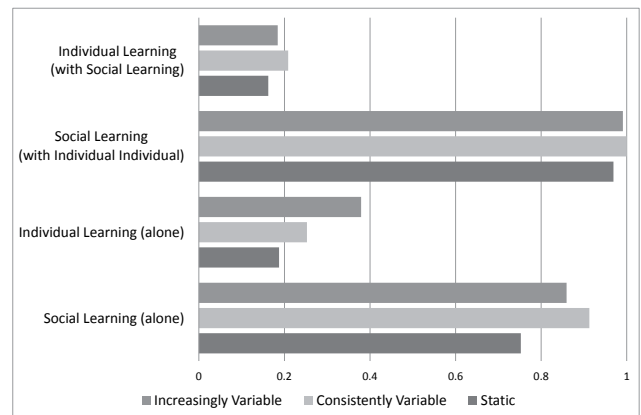 Individual Learning
(with Social Learning)
Social Learning
(with Individual Individual)
Individual Learning (alone)
Social Learning (alone)
0 0.2 0.4 0.6 0.8 1
Increasingly Variable Consistently Variable Static